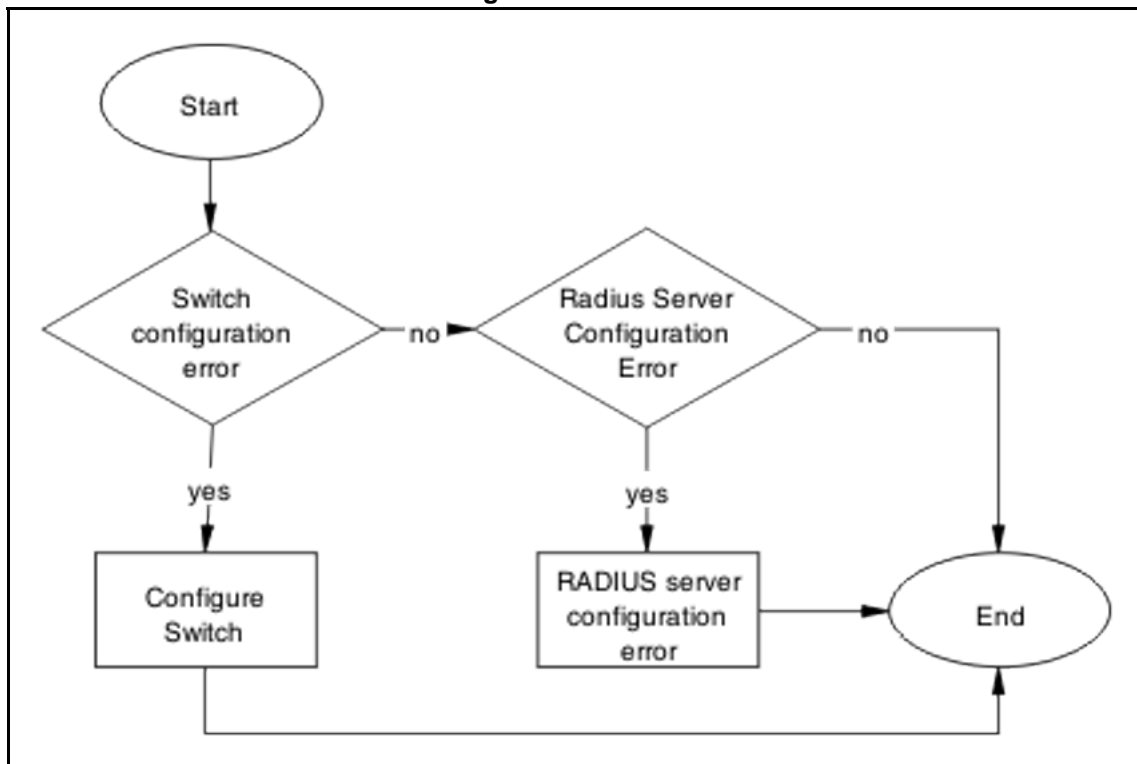 Start
Switch
configuration
error
no
Radius Server
Configuration
Error
no
yes
yes
Configure
Switch
RADIUS server
configuration
error
End